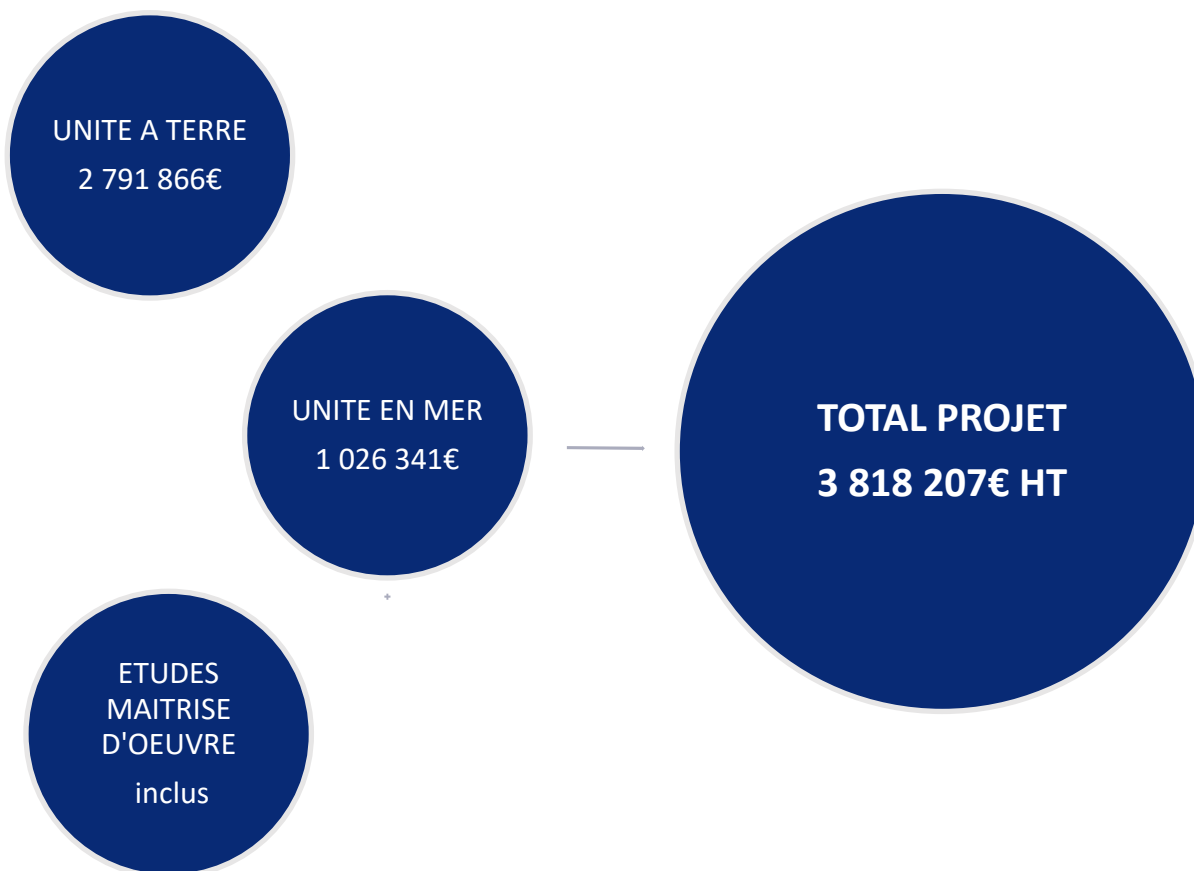 UNITE A TERRE
2 791 866€
UNITE EN MER
1 026 341€
ETUDES
MAITRISE
D'OEUVRE
inclus
TOTAL PROJET
3 818 207€ HT